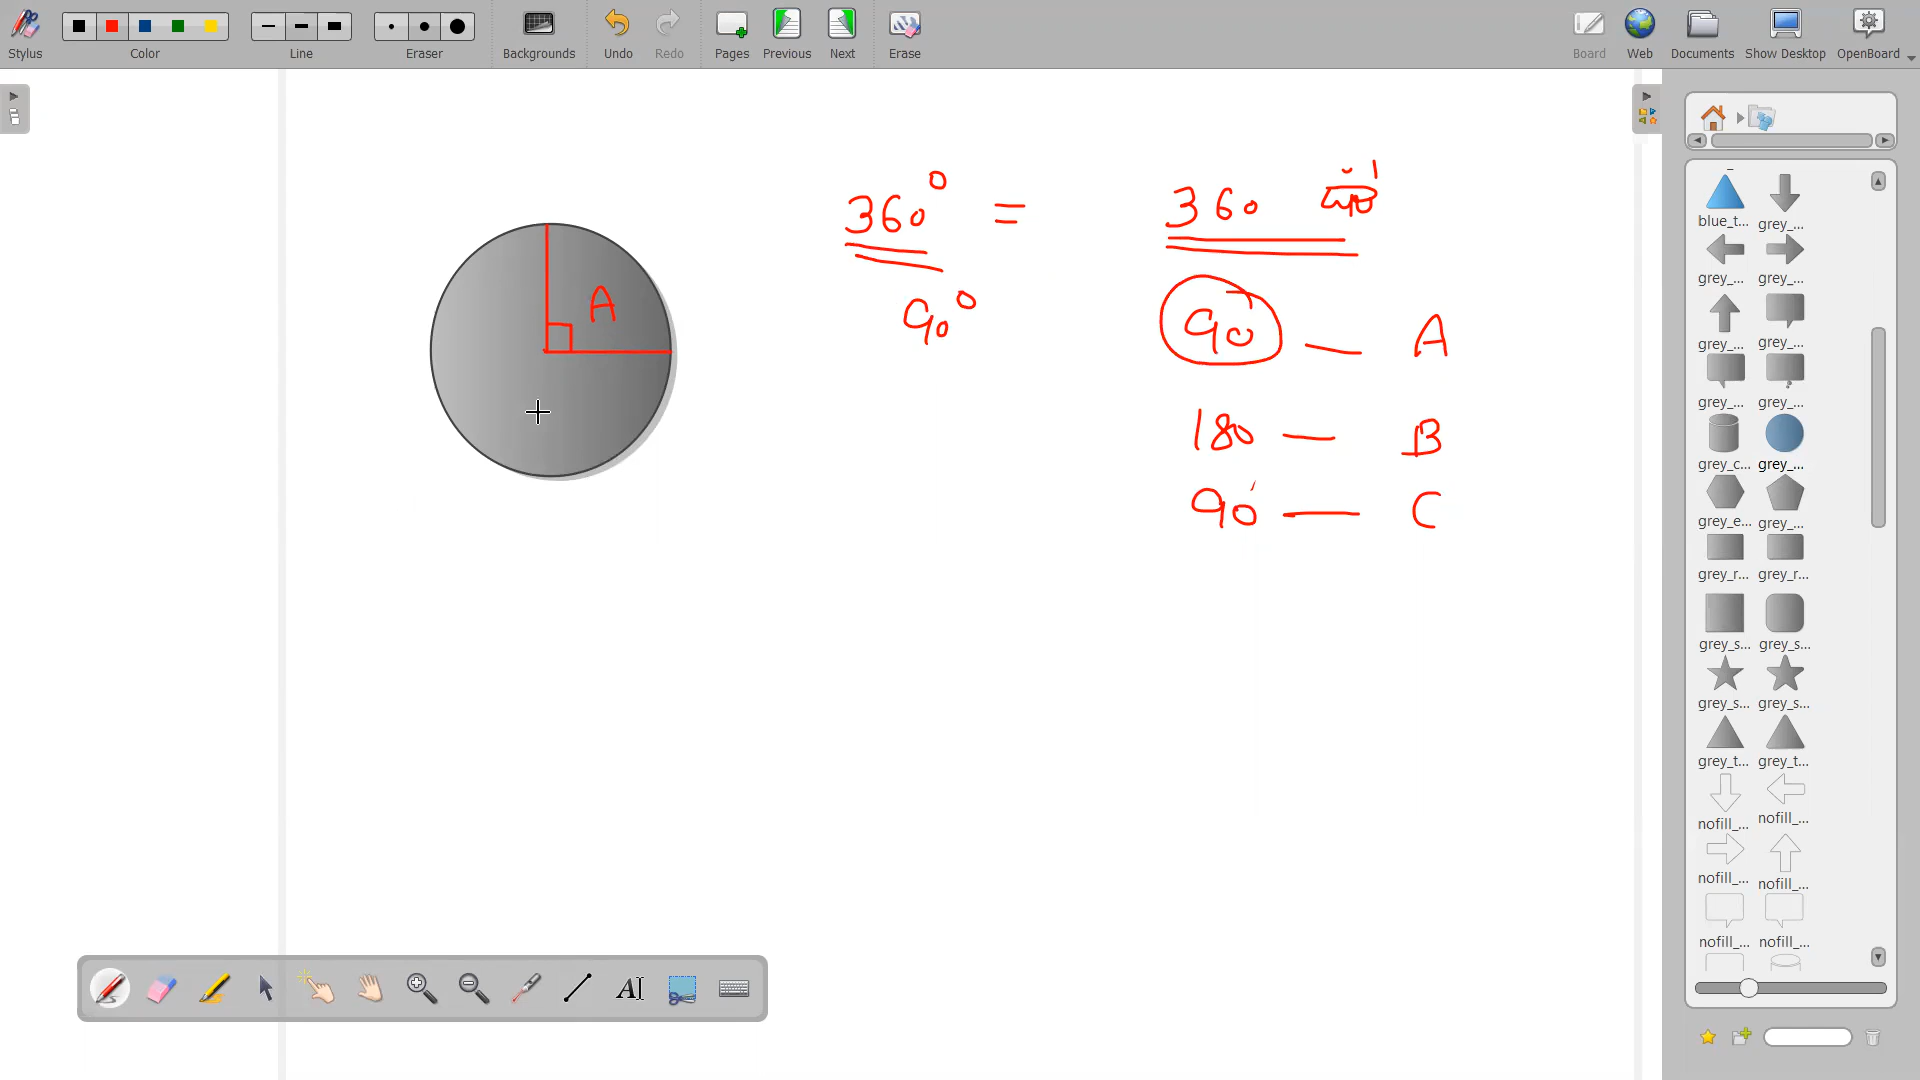 Stylus Color Line Eraser Backgrounds Undo Redo Pages Previous Next Erase Board Web Documents Show Desktop OpenBoard
360° = 360
A
90° 90 — A
180 — B
90 — C
blue_t... grey_...
grey_... grey_...
grey_... grey_...
grey_... grey_...
grey_c... grey_...
grey_e... grey_...
grey_r... grey_r...
grey_s... grey_s...
grey_s... grey_s...
grey_t... grey_t...
nofill_... nofill_...
nofill_... nofill_...
nofill_... nofill_...
AI